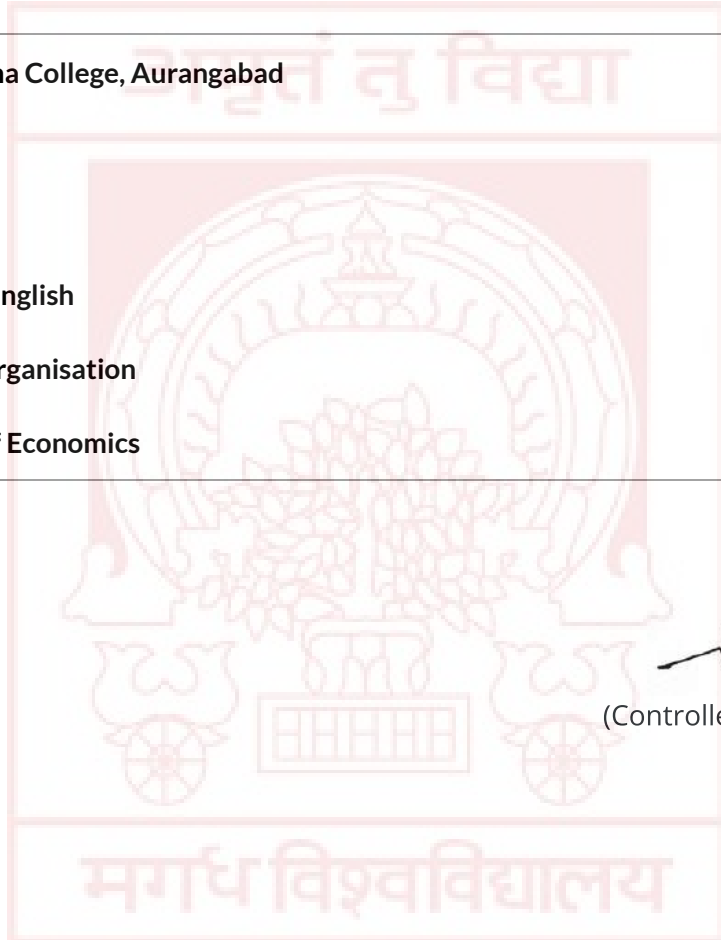 अमृतं तु विद्या
na College, Aurangabad
nglish
rganisation
f Economics
(Controlle
मगध विश्वविद्यालय